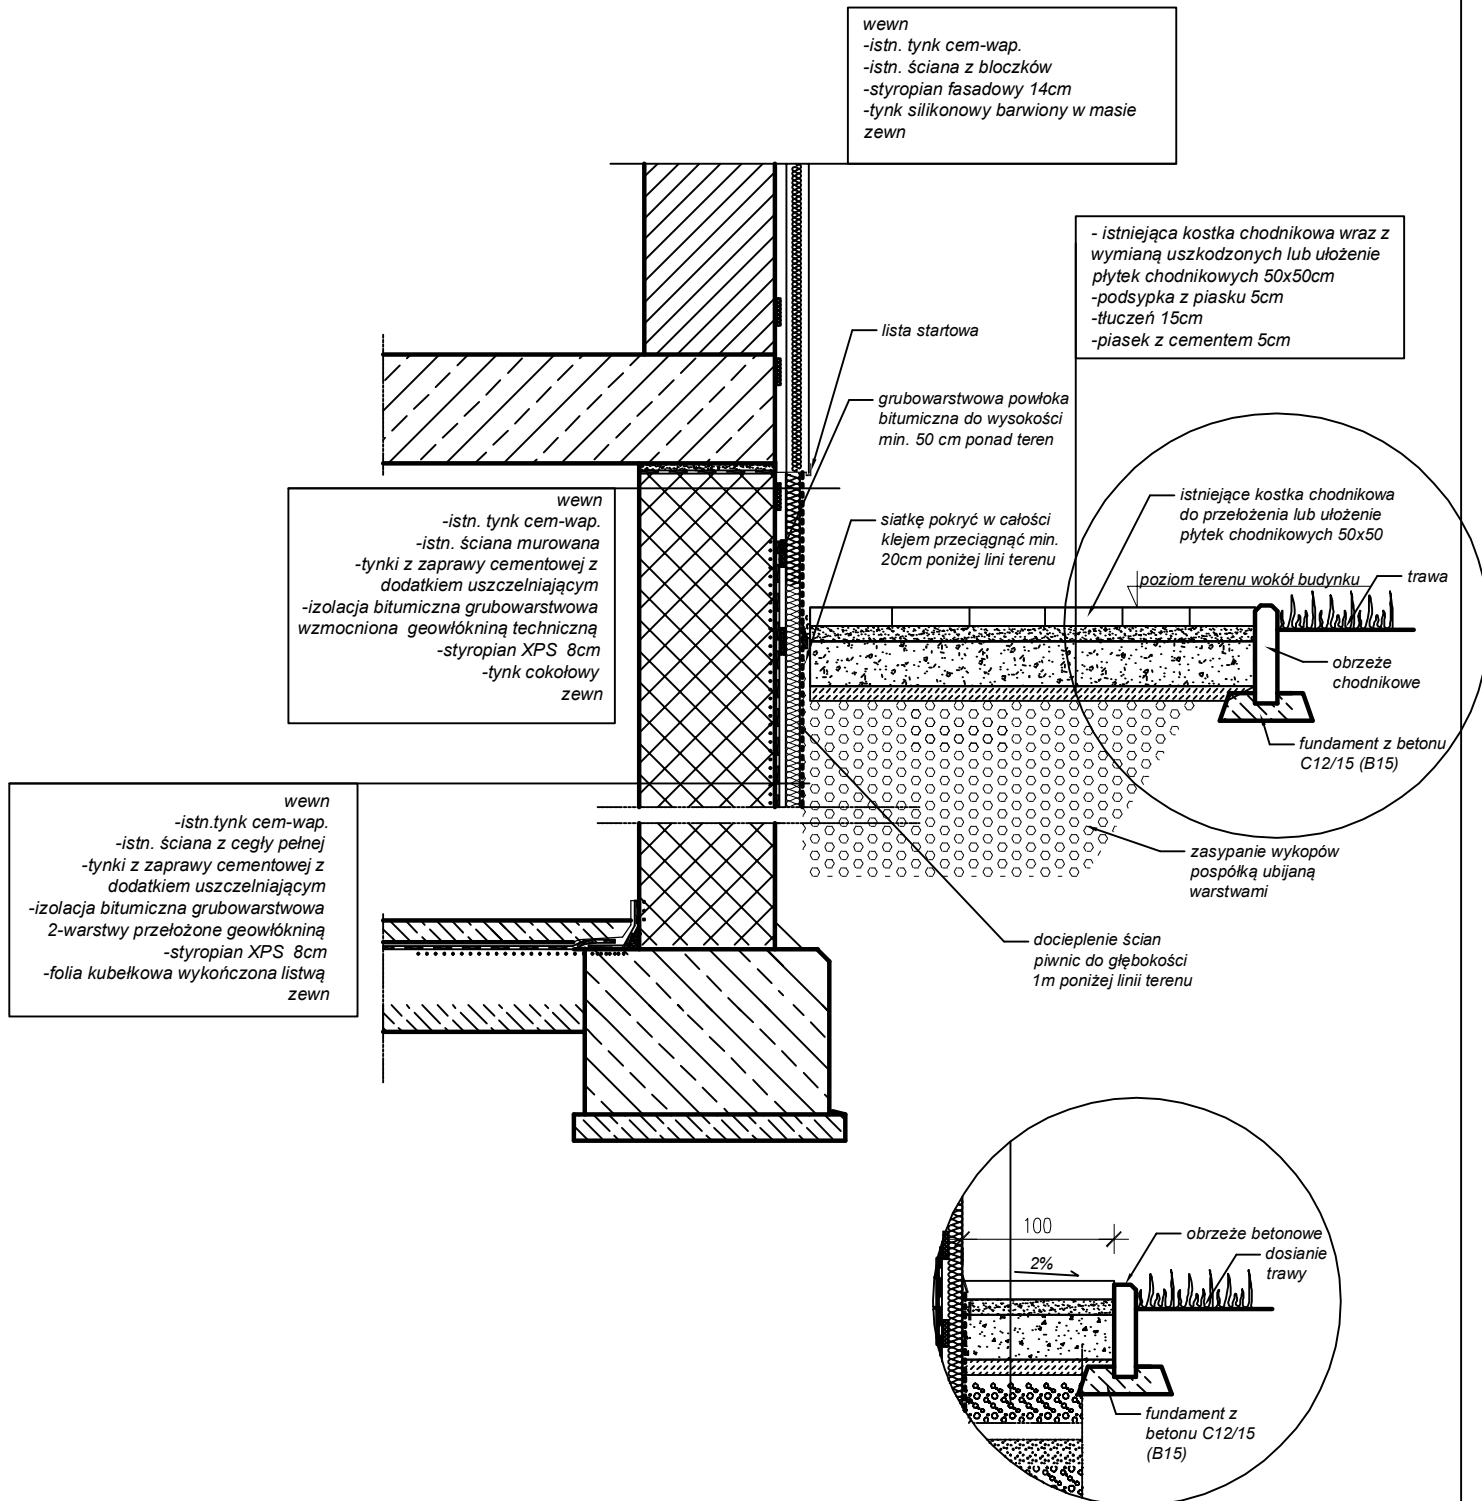 wewn
-istn. tynk cem-wap.
-istn. ściana z bloczków
-styropian fasadowy 14cm
-tynk silikonowy barwiony w masie
zewn
- istniejąca kostka chodnikowa wraz z
wymianą uszkodzonych lub ułożenie
płytek chodnikowych 50x50cm
-podsypka z piasku 5cm
-tłuczeń 15cm
-piasek z cementem 5cm
lista startowa
grubowarstwowa powłoka
bitumiczna do wysokości
min. 50 cm ponad teren
wewn
-istn. tynk cem-wap.
-istn. ściana murowana
-tynki z zaprawy cementowej z
dodatkiem uszczelniającym
-izolacja bitumiczna grubowarstwowa
wzmocniona geowłókniną techniczną
-styropian XPS 8cm
-tynk cokołowy
zewn
siatkę pokryć w całości
klejem przeciągnąć min.
20cm poniżej lini terenu
istniejące kostka chodnikowa
do przełożenia lub ułożenie
płytek chodnikowych 50x50
poziom terenu wokół budynku
trawa
obrzeże
chodnikowe
fundament z betonu
C12/15 (B15)
wewn
-istn.tynk cem-wap.
-istn. ściana z cegły pełnej
-tynki z zaprawy cementowej z
dodatkiem uszczelniającym
-izolacja bitumiczna grubowarstwowa
2-warstwy przełożone geowłókniną
-styropian XPS 8cm
-folia kubełkowa wykończona listwą
zewn
zasypanie wykopów
pospółką ubijaną
warstwami
docieplenie ścian
piwnic do głębokości
1m poniżej linii terenu
100
2%
obrzeże betonowe
dosianie
trawy
fundament z
betonu C12/15
(B15)